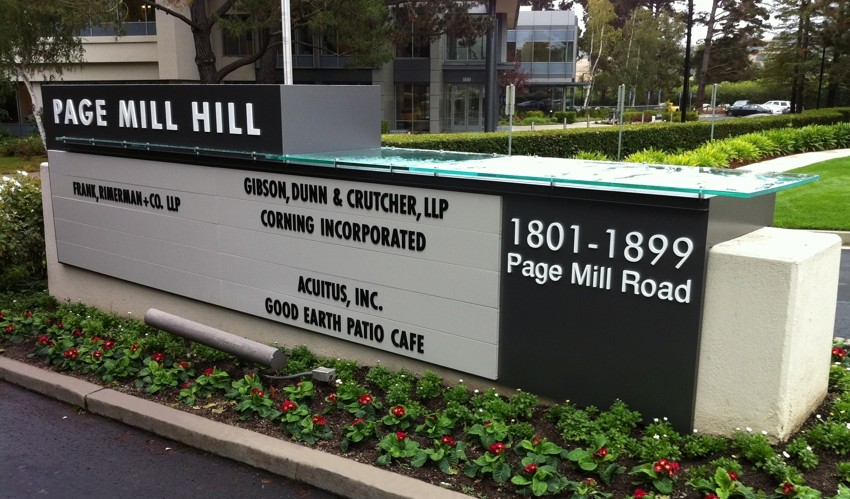 PAGE MILL HILL
FRANK, RIMERMAN + CO. LLP
GIBSON, DUNN & CRUTCHER, LLP
CORNING INCORPORATED
ACUITUS, INC.
GOOD EARTH PATIO CAFE
1801-1899
Page Mill Road